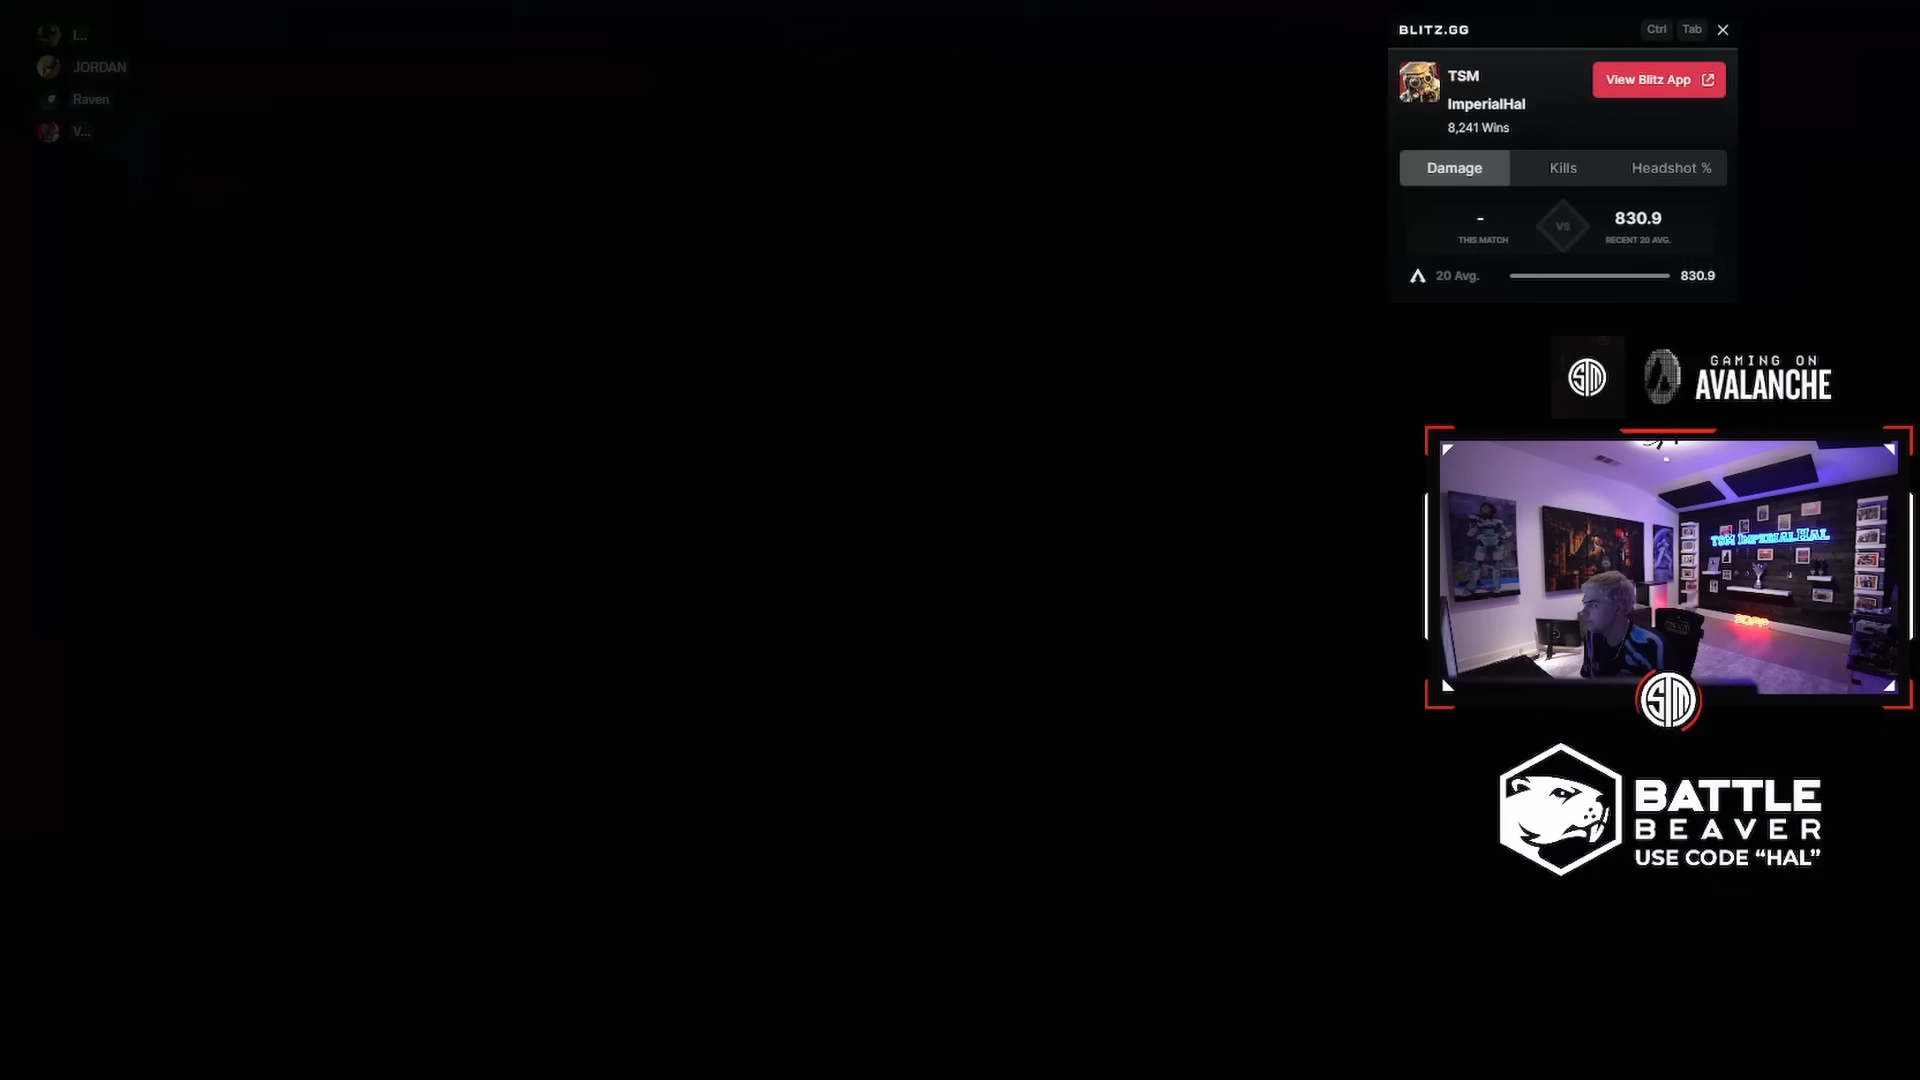 I...
JORDAN
Raven
V...
BLITZ.GG
Ctrl
Tab
TSM
ImperialHal
8,241 Wins
View Blitz App
Damage
Kills
Headshot %
-
THIS MATCH
VS
830.9
RECENT 20 AVG.
20 Avg.
830.9
TSM
GAMING ON
AVALANCHE
TSM IMPERIALHAL
TSM
BATTLE
BEAVER
USE CODE “HAL”